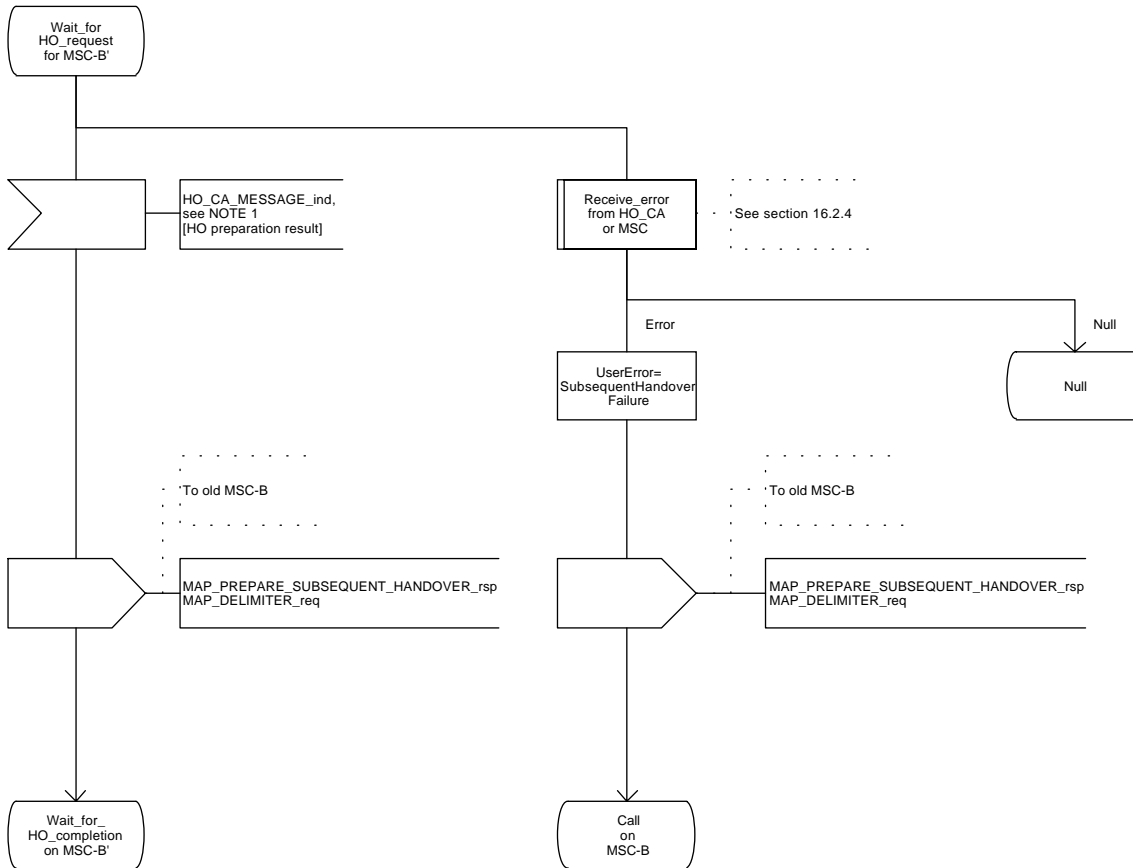 Wait_for
HO_request
for MSC-B'
HO_CA_MESSAGE_ind,
see NOTE 1
[HO preparation result]
Receive_error
from HO_CA
or MSC
See section 16.2.4
Error
Null
UserError=
SubsequentHandover
Failure
Null
To old MSC-B
To old MSC-B
MAP_PREPARE_SUBSEQUENT_HANDOVER_rsp
MAP_DELIMITER_req
MAP_PREPARE_SUBSEQUENT_HANDOVER_rsp
MAP_DELIMITER_req
Wait_for_
HO_completion
on MSC-B'
Call
on
MSC-B